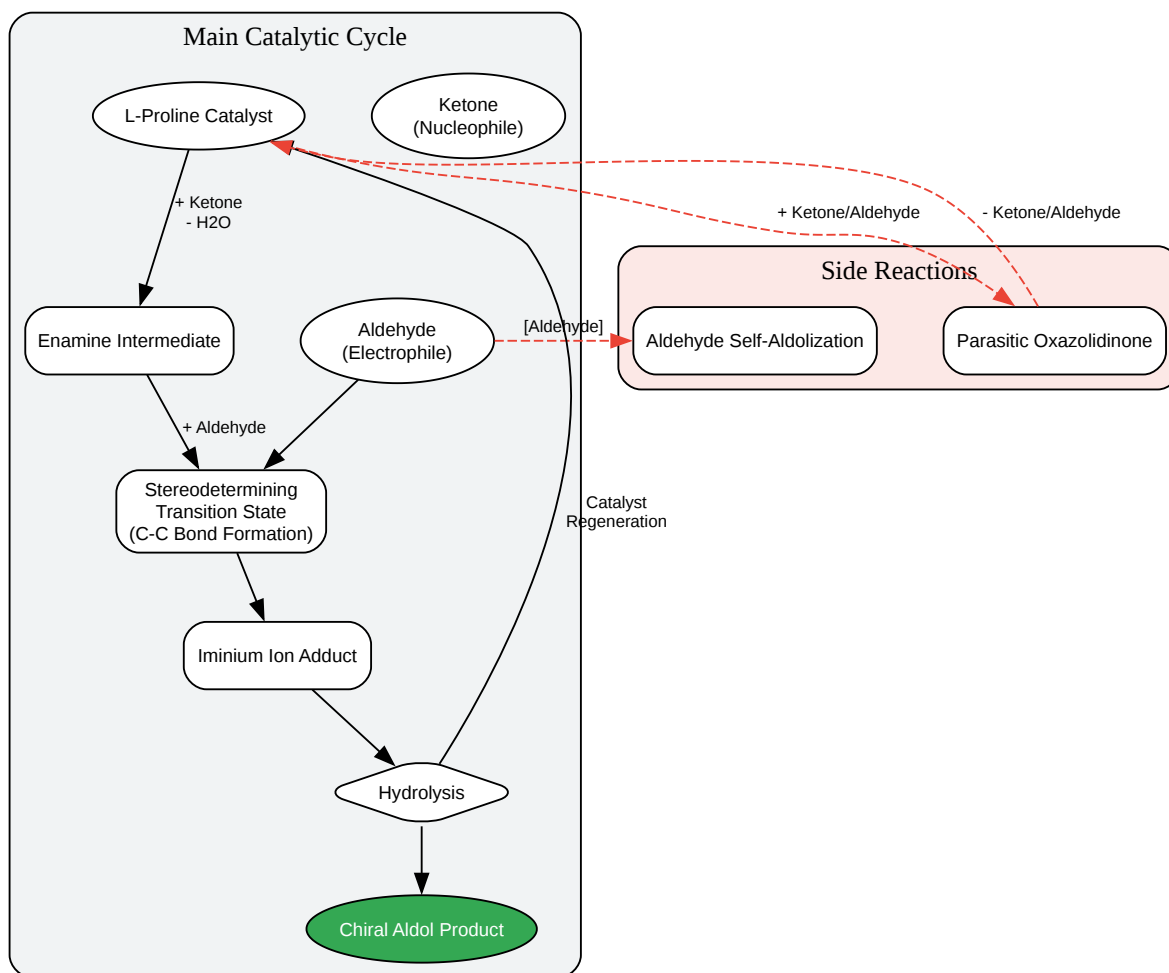 Main Catalytic Cycle
L-Proline Catalyst
Ketone
(Nucleophile)
+ Ketone
- H2O
+ Ketone/Aldehyde
- Ketone/Aldehyde
Side Reactions
Enamine Intermediate
Aldehyde
(Electrophile)
[Aldehyde]
Aldehyde Self-Aldolization
Parasitic Oxazolidinone
+ Aldehyde
Stereodetermining
Transition State
(C-C Bond Formation)
Catalyst
Regeneration
Iminium Ion Adduct
Hydrolysis
Chiral Aldol Product